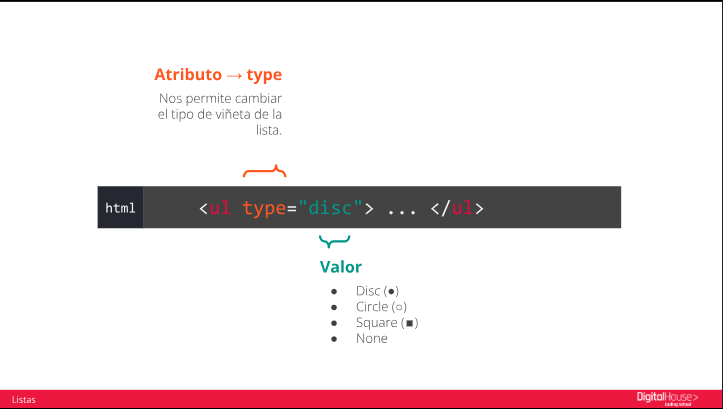 Atributo → type
Nos permite cambiar
el tipo de viñeta de la
lista.
html
<ul type="disc"> ... </ul>
Valor
● Disc (●)
● Circle (○)
● Square (■)
● None
Listas
DigitalHouse>
Coding School